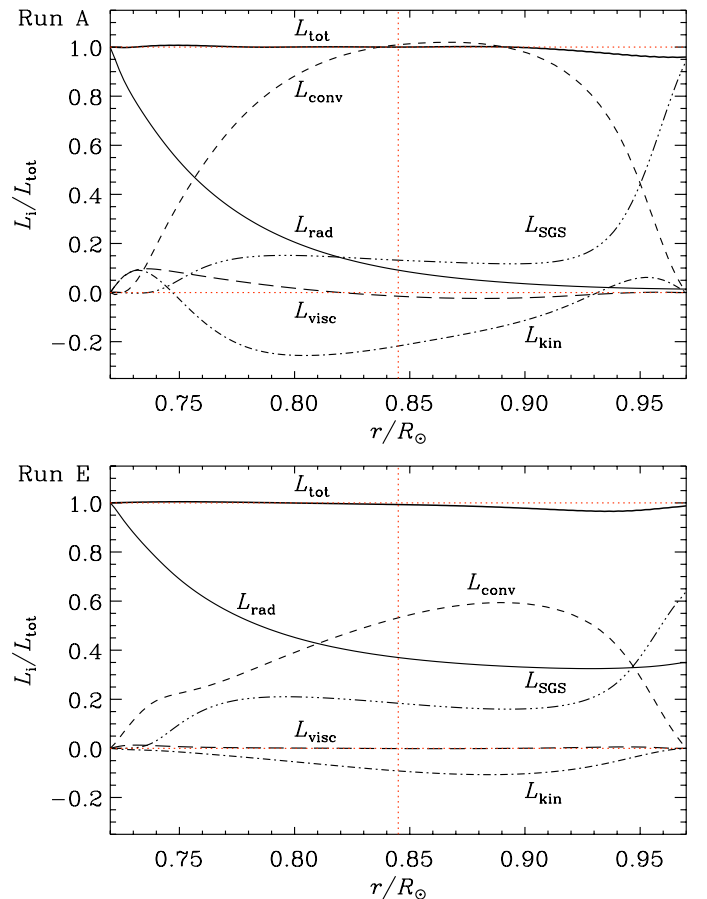 Run A
L_tot
1.0
L_conv
0.8
0.6
L_i/L_tot
0.4
L_rad
L_SGS
0.2
0.0
L_visc
−0.2
L_kin
0.75
0.80
0.85
0.90
0.95
r/R_⊙
Run E
L_tot
1.0
0.8
L_conv
L_rad
0.6
L_i/L_tot
0.4
L_SGS
0.2
L_visc
0.0
−0.2
L_kin
0.75
0.80
0.85
0.90
0.95
r/R_⊙